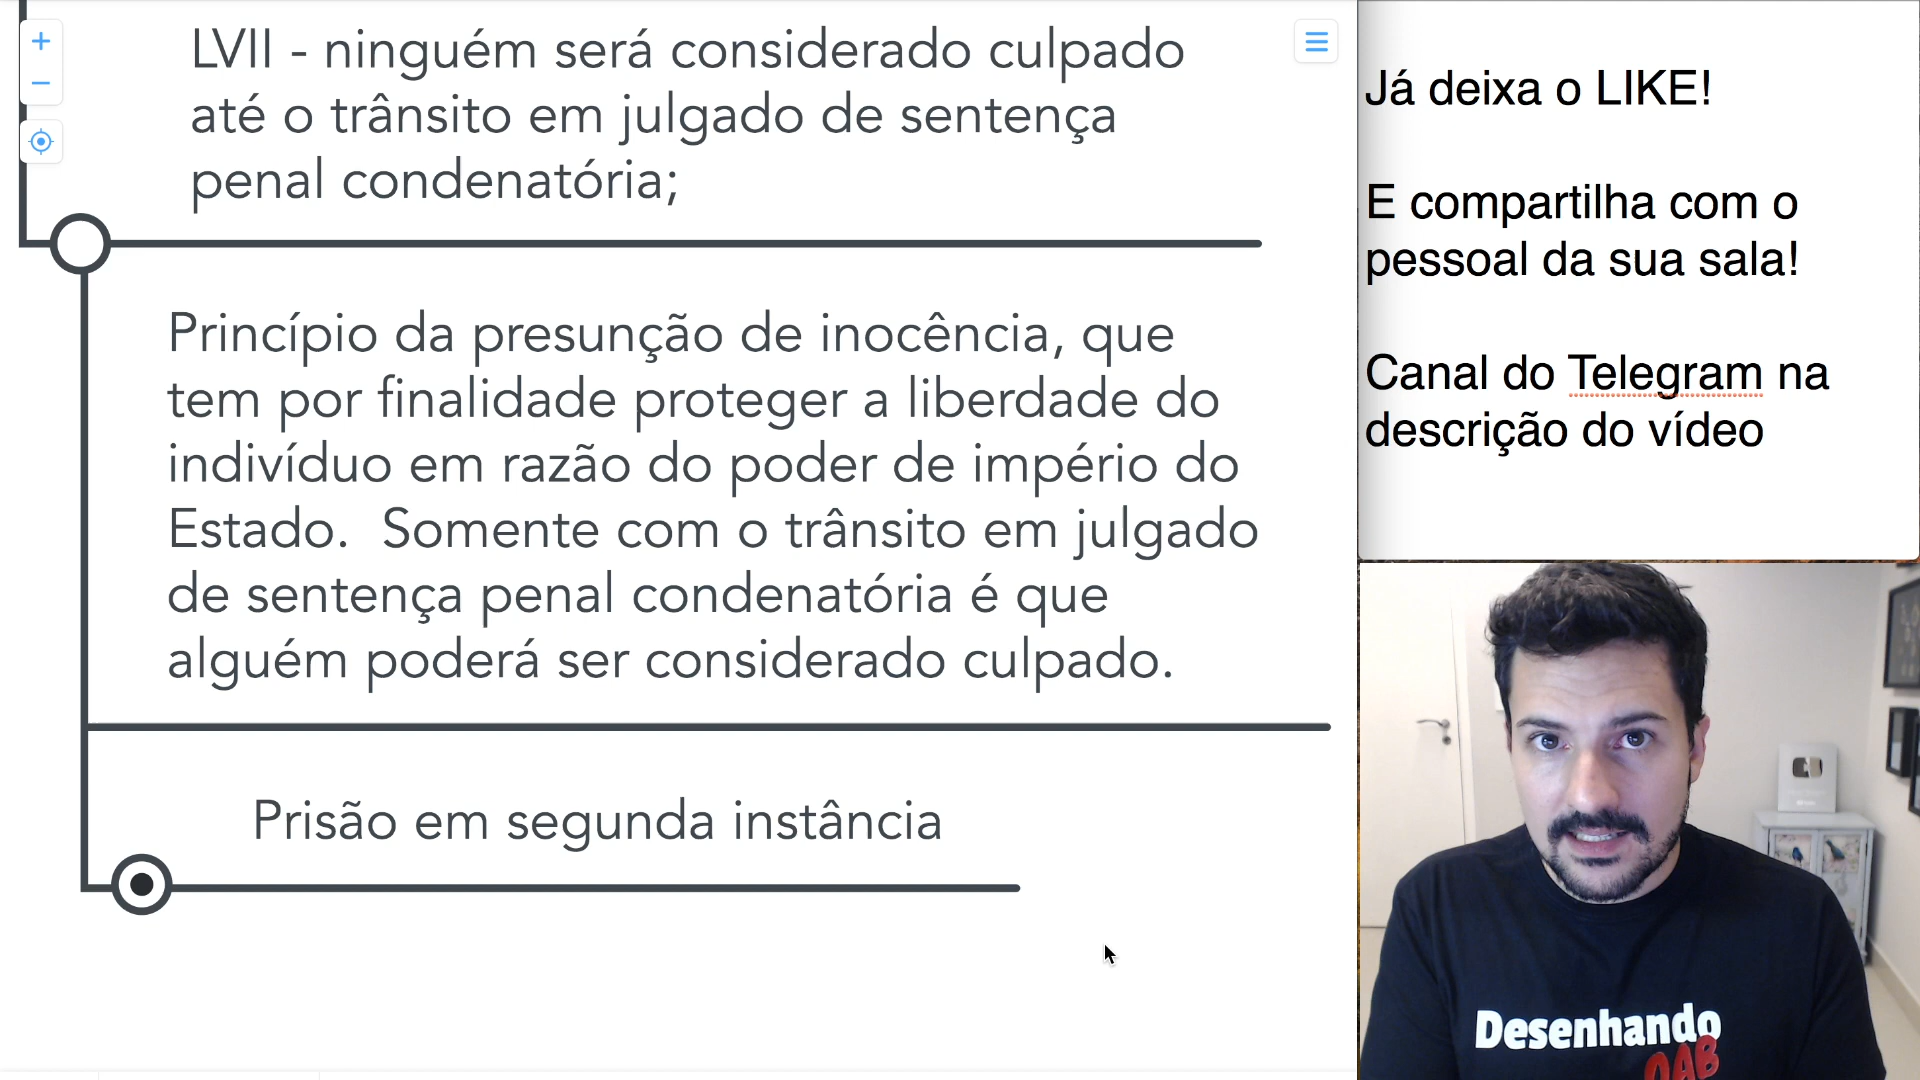 LVII - ninguém será considerado culpado
até o trânsito em julgado de sentença
penal condenatória;
Princípio da presunção de inocência, que
tem por finalidade proteger a liberdade do
indivíduo em razão do poder de império do
Estado.  Somente com o trânsito em julgado
de sentença penal condenatória é que
alguém poderá ser considerado culpado.
Prisão em segunda instância
Já deixa o LIKE!
E compartilha com o
pessoal da sua sala!
Canal do Telegram na
descrição do vídeo
Desenhando
OAB